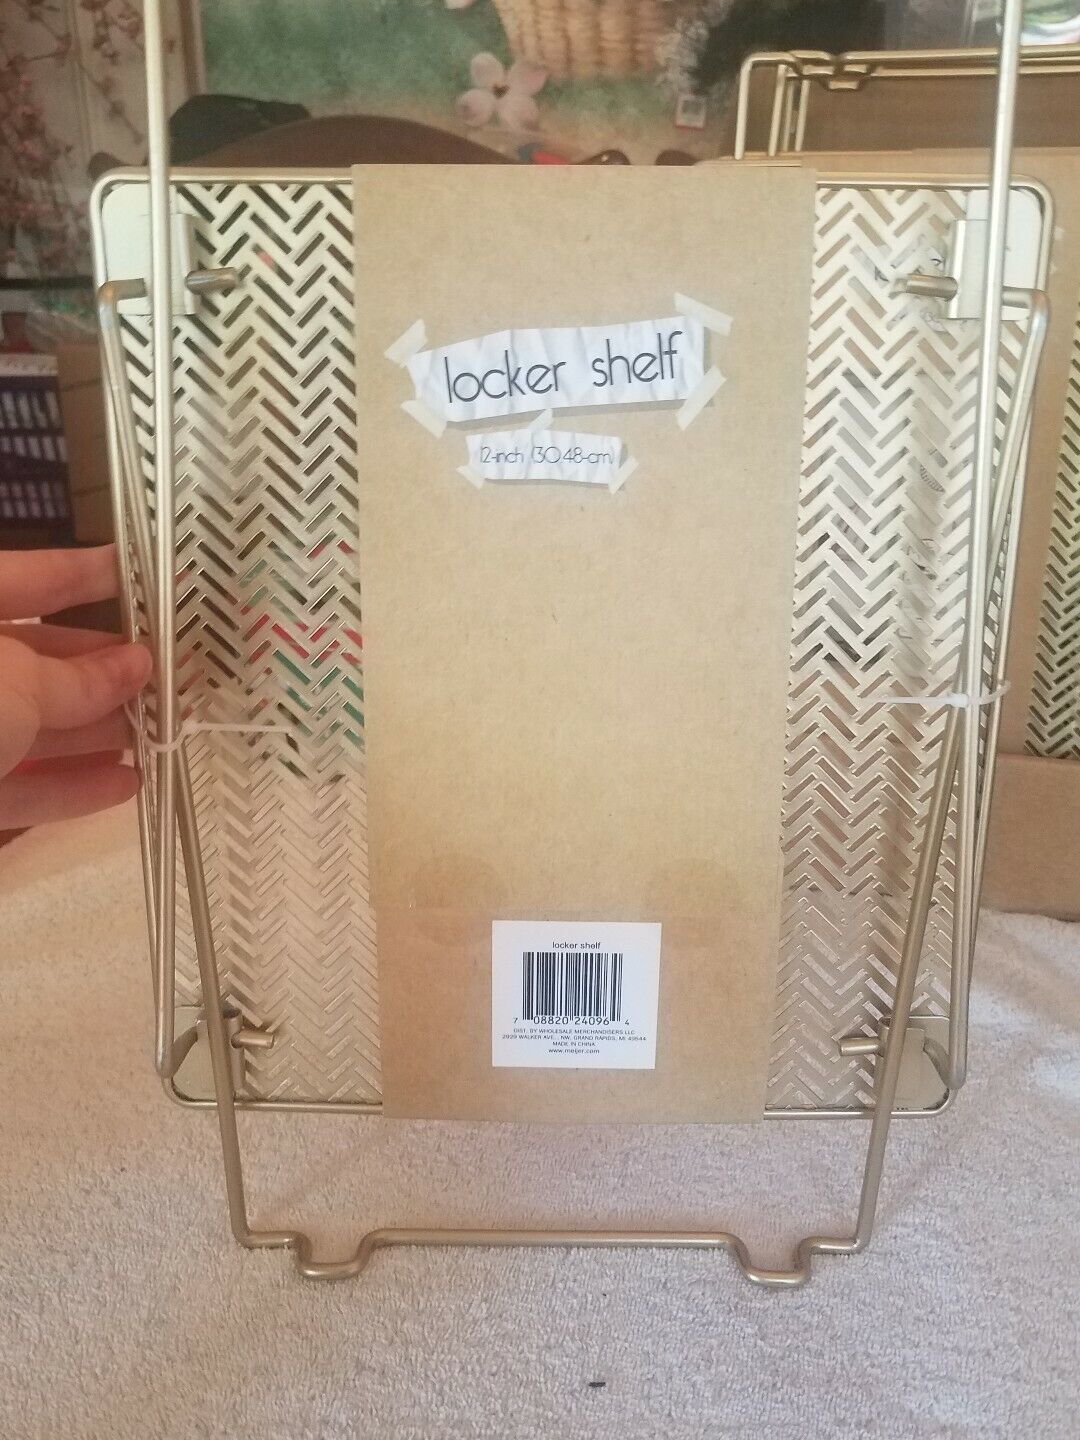 locker shelf
12-inch (30.48-cm)
locker shelf
7 08820 24096 4
DIST. BY WHOLESALE MERCHANDISERS LLC
2929 WALKER AVE., NW, GRAND RAPIDS, MI 49544
MADE IN CHINA
www.meijer.com